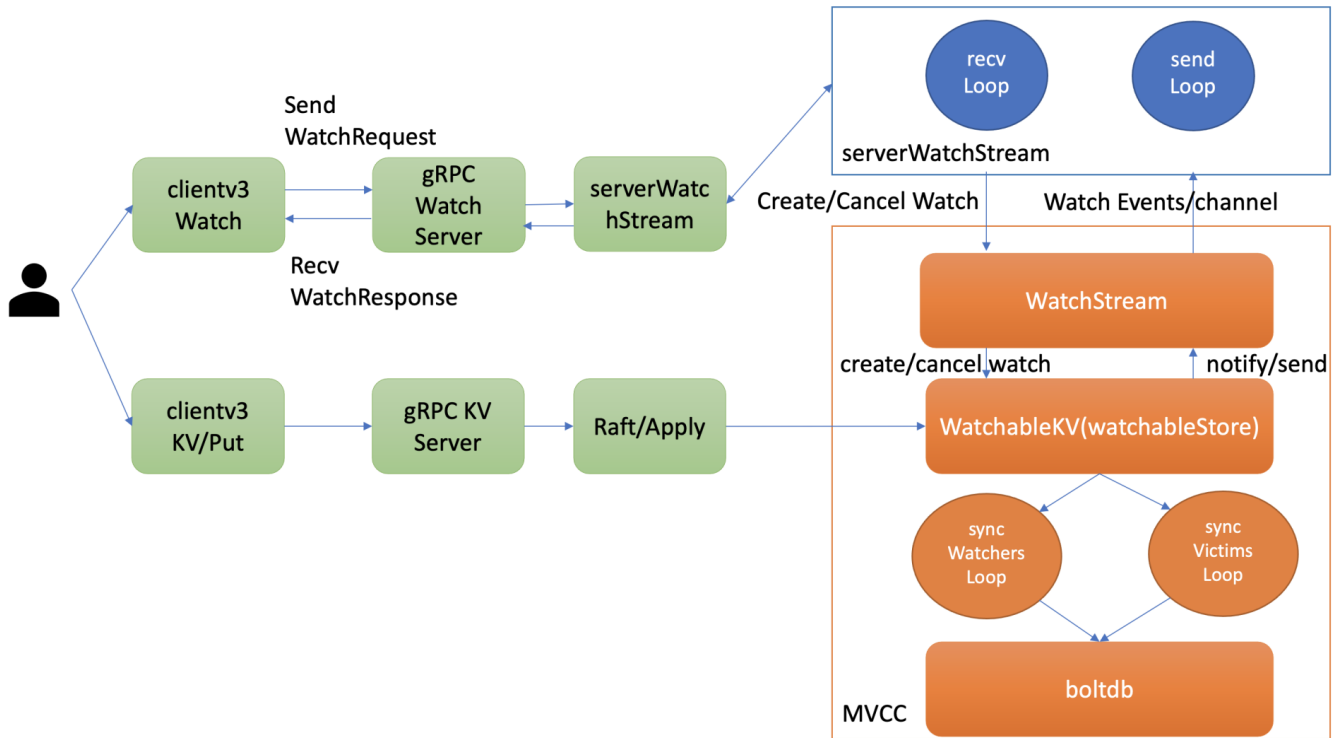 recv
Loop
send
Loop
serverWatchStream
Send
WatchRequest
clientv3
Watch
gRPC
Watch
Server
serverWatc
hStream
Create/Cancel Watch
Watch Events/channel
Recv
WatchResponse
WatchStream
create/cancel watch
notify/send
clientv3
KV/Put
gRPC KV
Server
Raft/Apply
WatchableKV(watchableStore)
sync
Watchers
Loop
sync
Victims
Loop
boltdb
MVCC